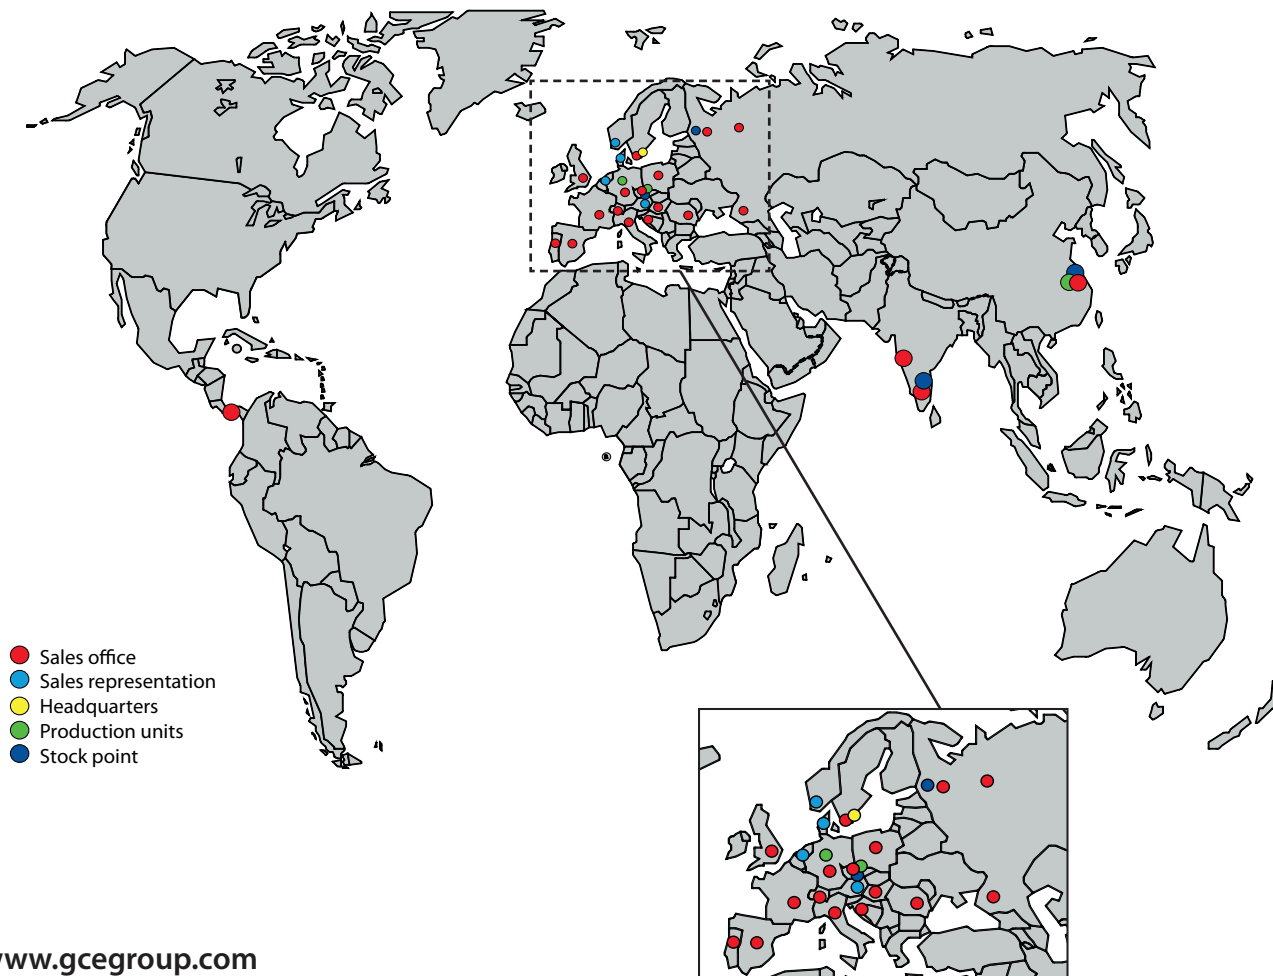 Sales office
Sales representation
Headquarters
Production units
Stock point
www.gcegroup.com